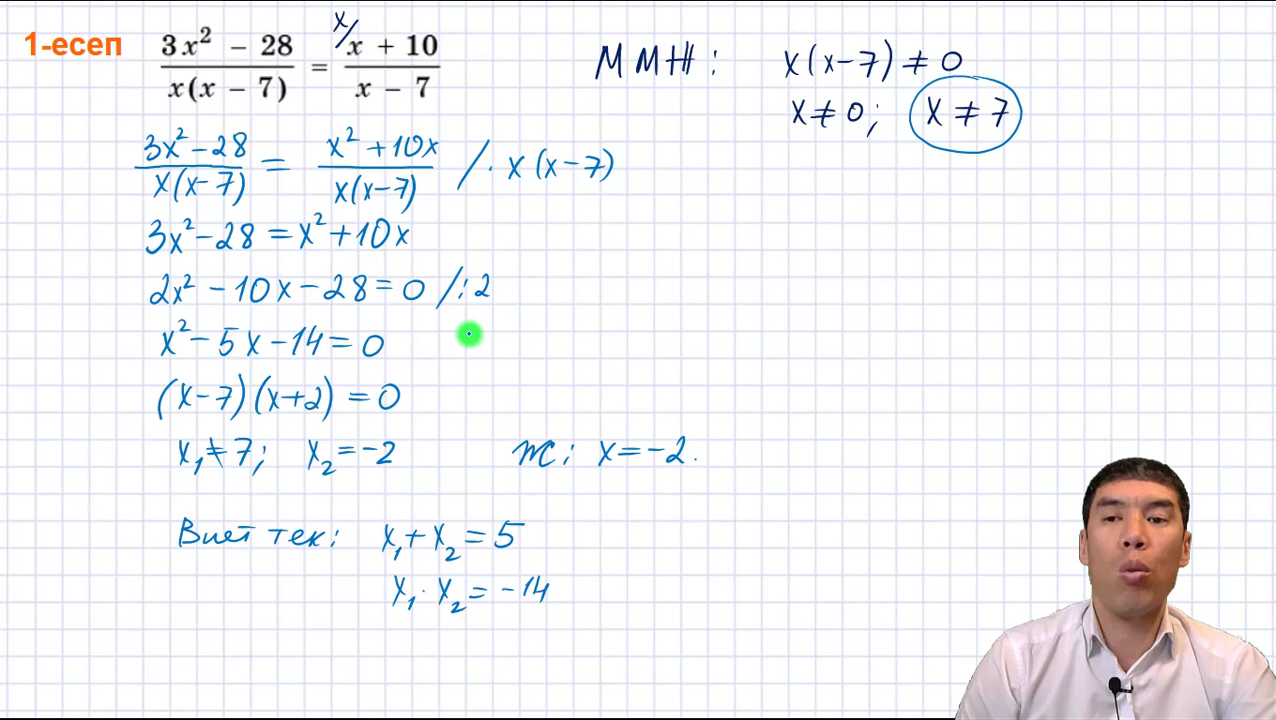 1-есеп
3x² − 28 / x(x − 7) = x/ x + 10 / x − 7
ММЖ: x(x−7) ≠ 0
x ≠ 0; x ≠ 7
3x²−28 / x(x−7) = x²+10x / x(x−7) /· x(x−7)
3x²−28 = x²+10x
2x² −10x −28 = 0 /:2
x² − 5x −14 = 0
(x−7)(x+2) = 0
x₁ ≠ 7; x₂ = −2 Ж: x = −2.
Виет тек: x₁+x₂ = 5
x₁·x₂ = −14